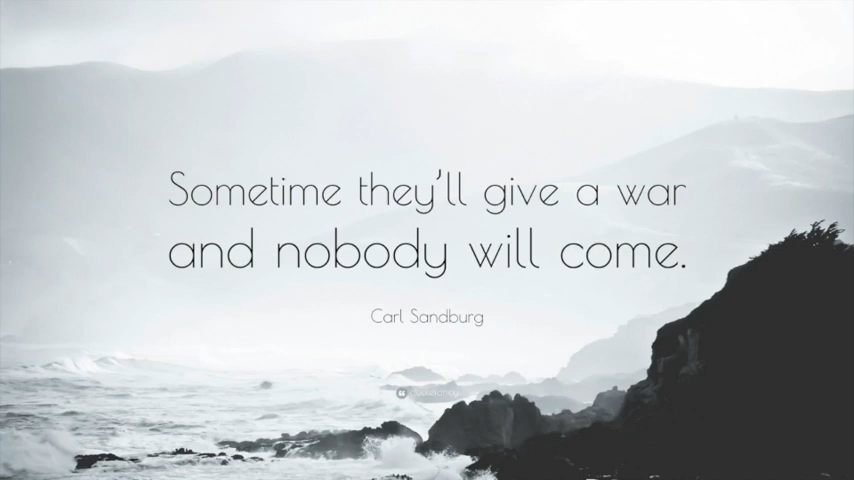 Sometime they’ll give a war
and nobody will come.
Carl Sandburg